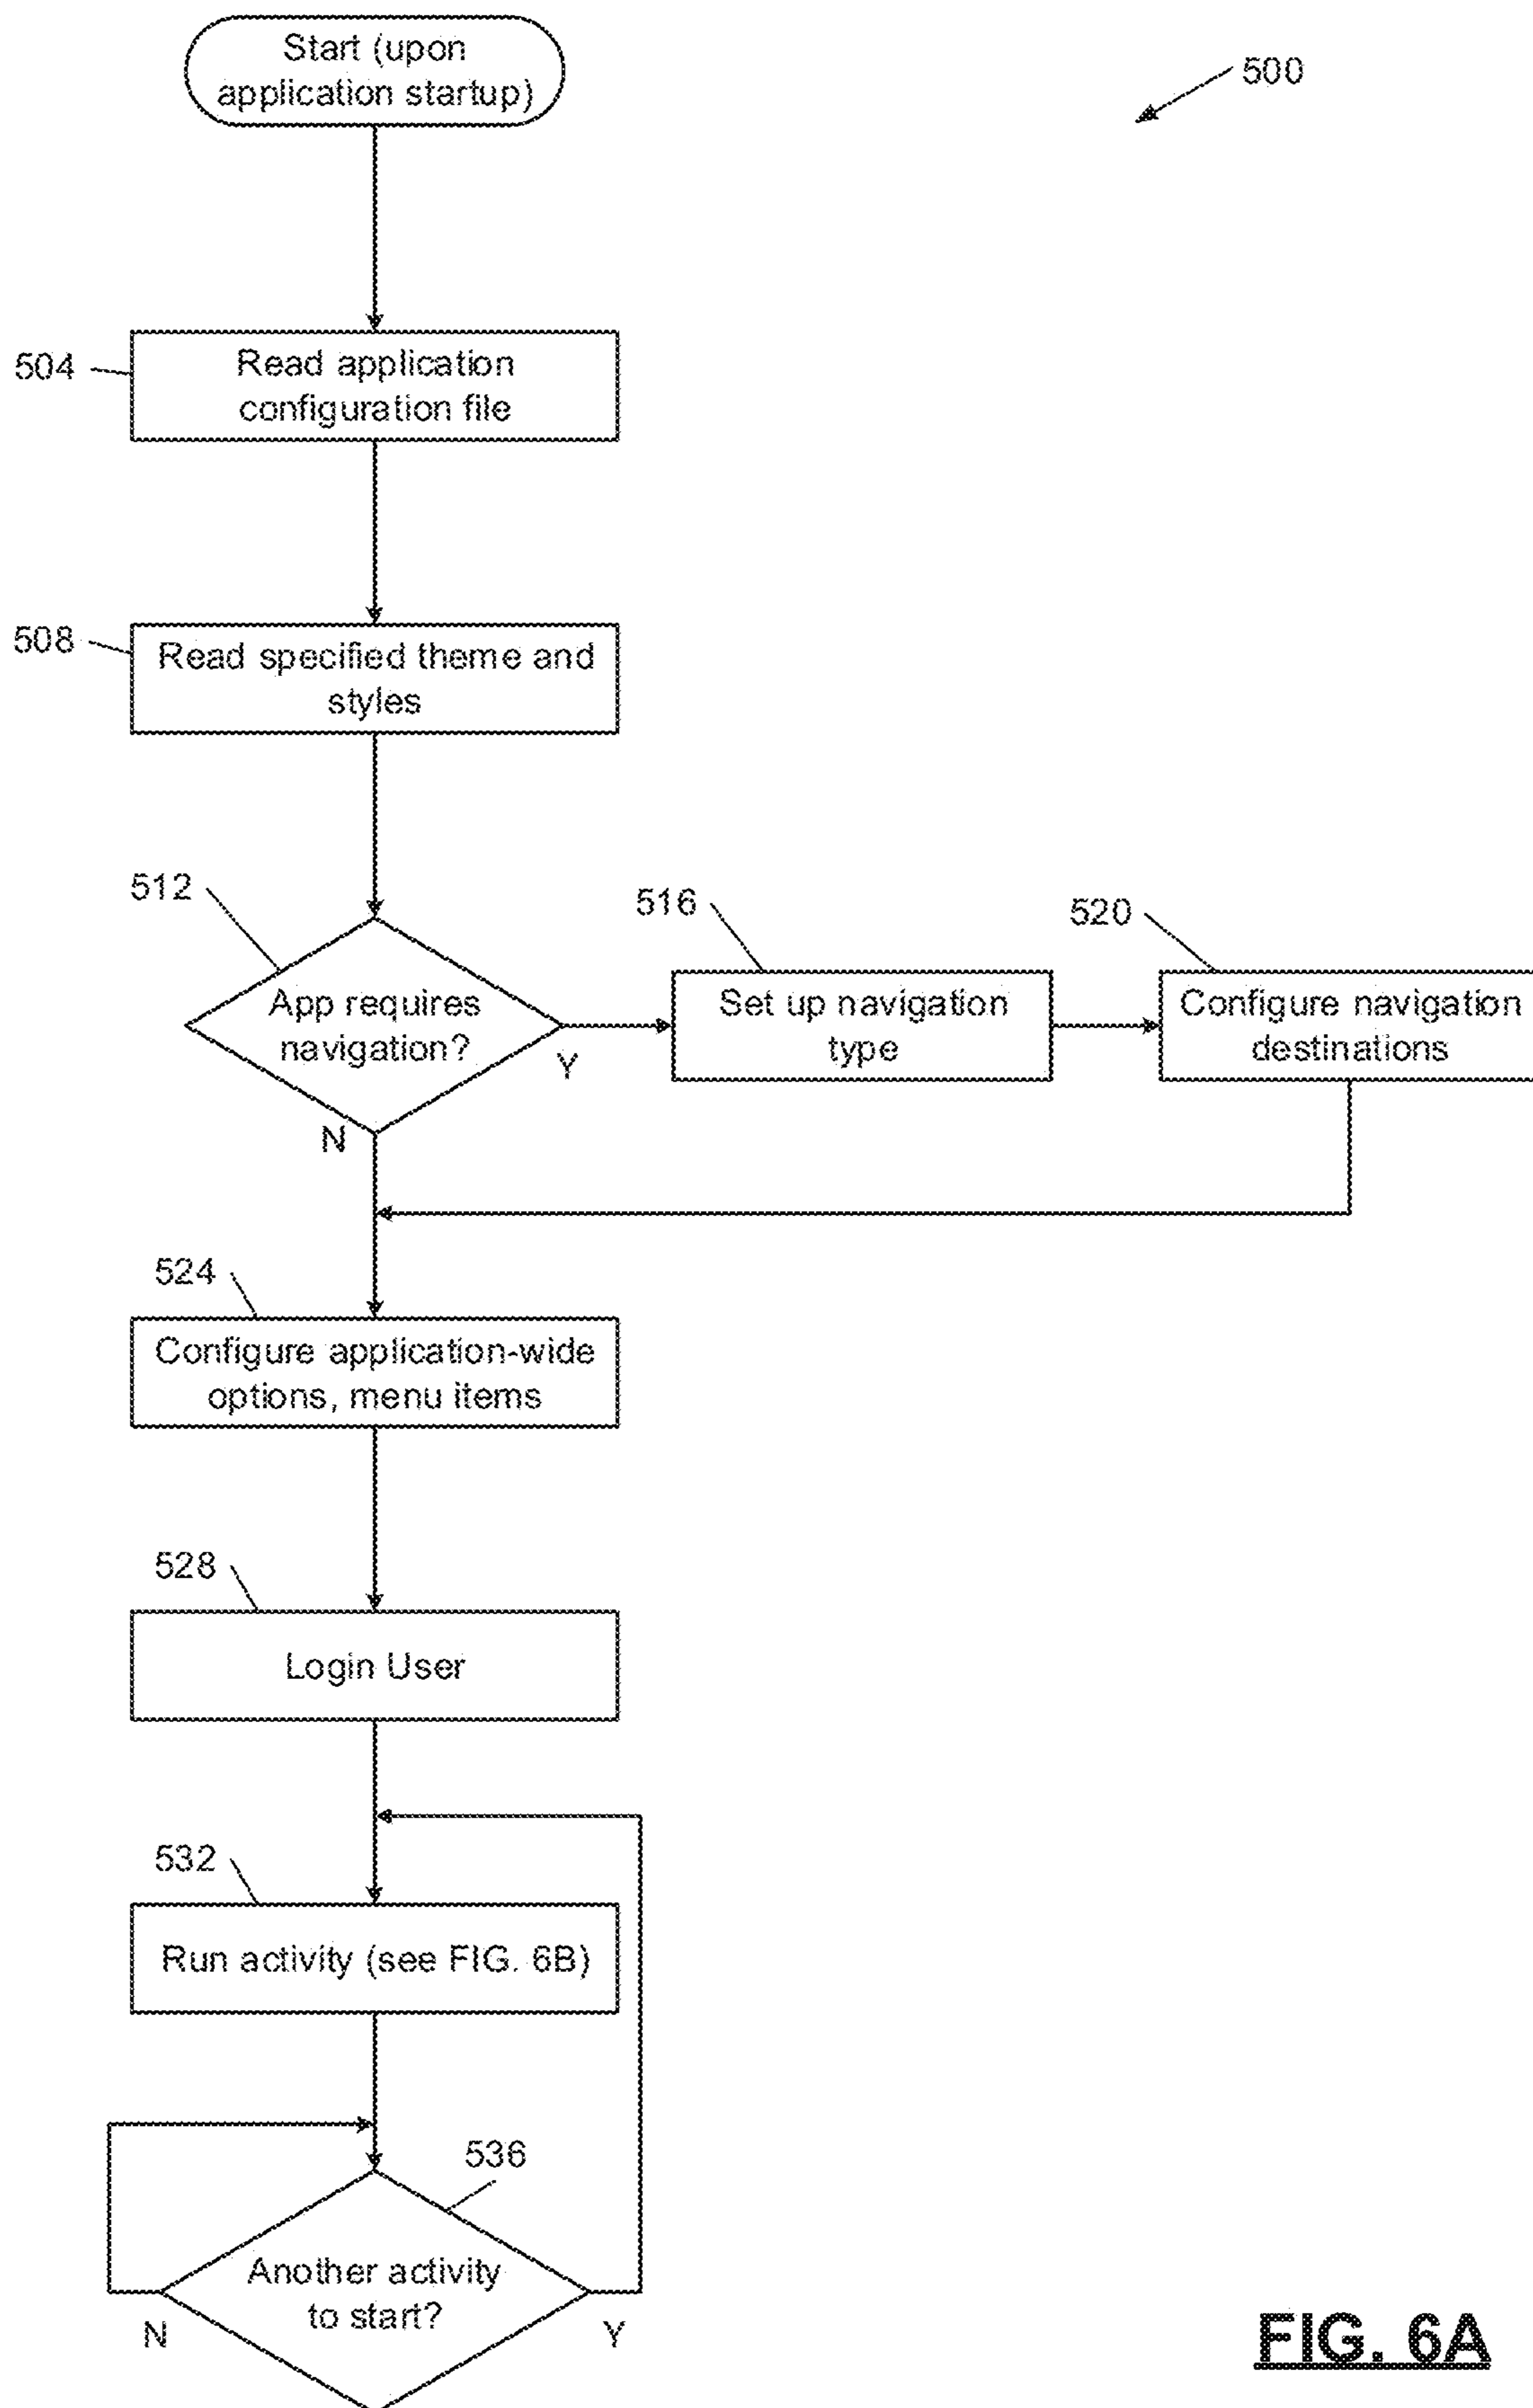 Start (upon
application startup)
500
504
Read application
configuration file
508
Read specified theme and
styles
512
App requires
navigation?
Y
N
516
Set up navigation
type
520
Configure navigation
destinations
524
Configure application-wide
options, menu items
528
Login User
532
Run activity (see FIG. 6B)
536
Another activity
to start?
N
Y
FIG. 6A